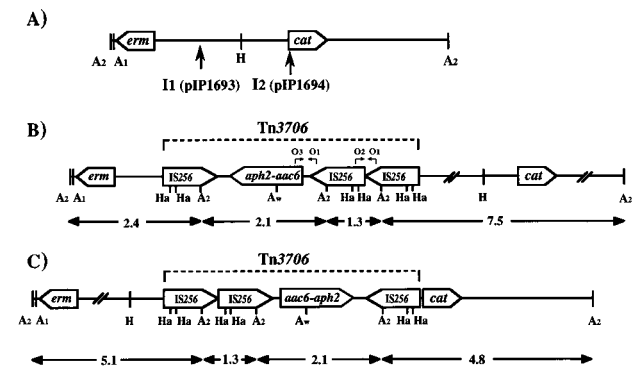 A)
erm cat
A2 A1 H A2
I1 (pIP1693) I2 (pIP1694)
B)
Tn3706
O3 O1 O2 O1
erm IS256 aph2-aac6 IS256 IS256 cat
A2 A1 Ha Ha A2 Aw A2 Ha Ha A2 Ha Ha H A2
2.4 2.1 1.3 7.5
C)
Tn3706
erm IS256 IS256 aac6-aph2 IS256 cat
A2 A1 H Ha Ha A2 Ha Ha A2 Aw A2 Ha Ha A2
5.1 1.3 2.1 4.8